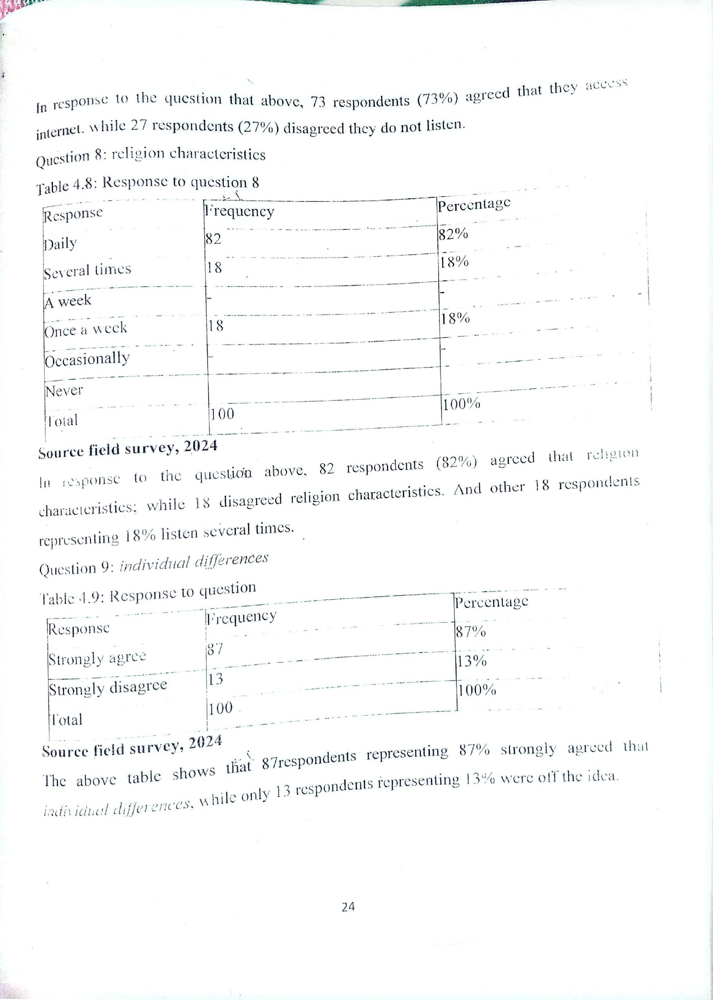 In response to the question that above, 73 respondents (73%) agreed that they access
internet. while 27 respondents (27%) disagreed they do not listen.
Question 8: religion characteristics
Table 4.8: Response to question 8
Response Frequency Percentage
Daily 82 82%
Several times 18 18%
A week - -
Once a week 18 18%
Occasionally - -
Never
Total 100 100%
Source field survey, 2024
In response to the question above, 82 respondents (82%) agreed that religion
characteristics; while 18 disagreed religion characteristics. And other 18 respondents
representing 18% listen several times.
Question 9: individual differences
Table 4.9: Response to question
Response Frequency Percentage
Strongly agree 87 87%
Strongly disagree 13 13%
Total 100 100%
Source field survey, 2024
The above table shows that 87respondents representing 87% strongly agreed that
individual differences, while only 13 respondents representing 13% were off the idea.
24